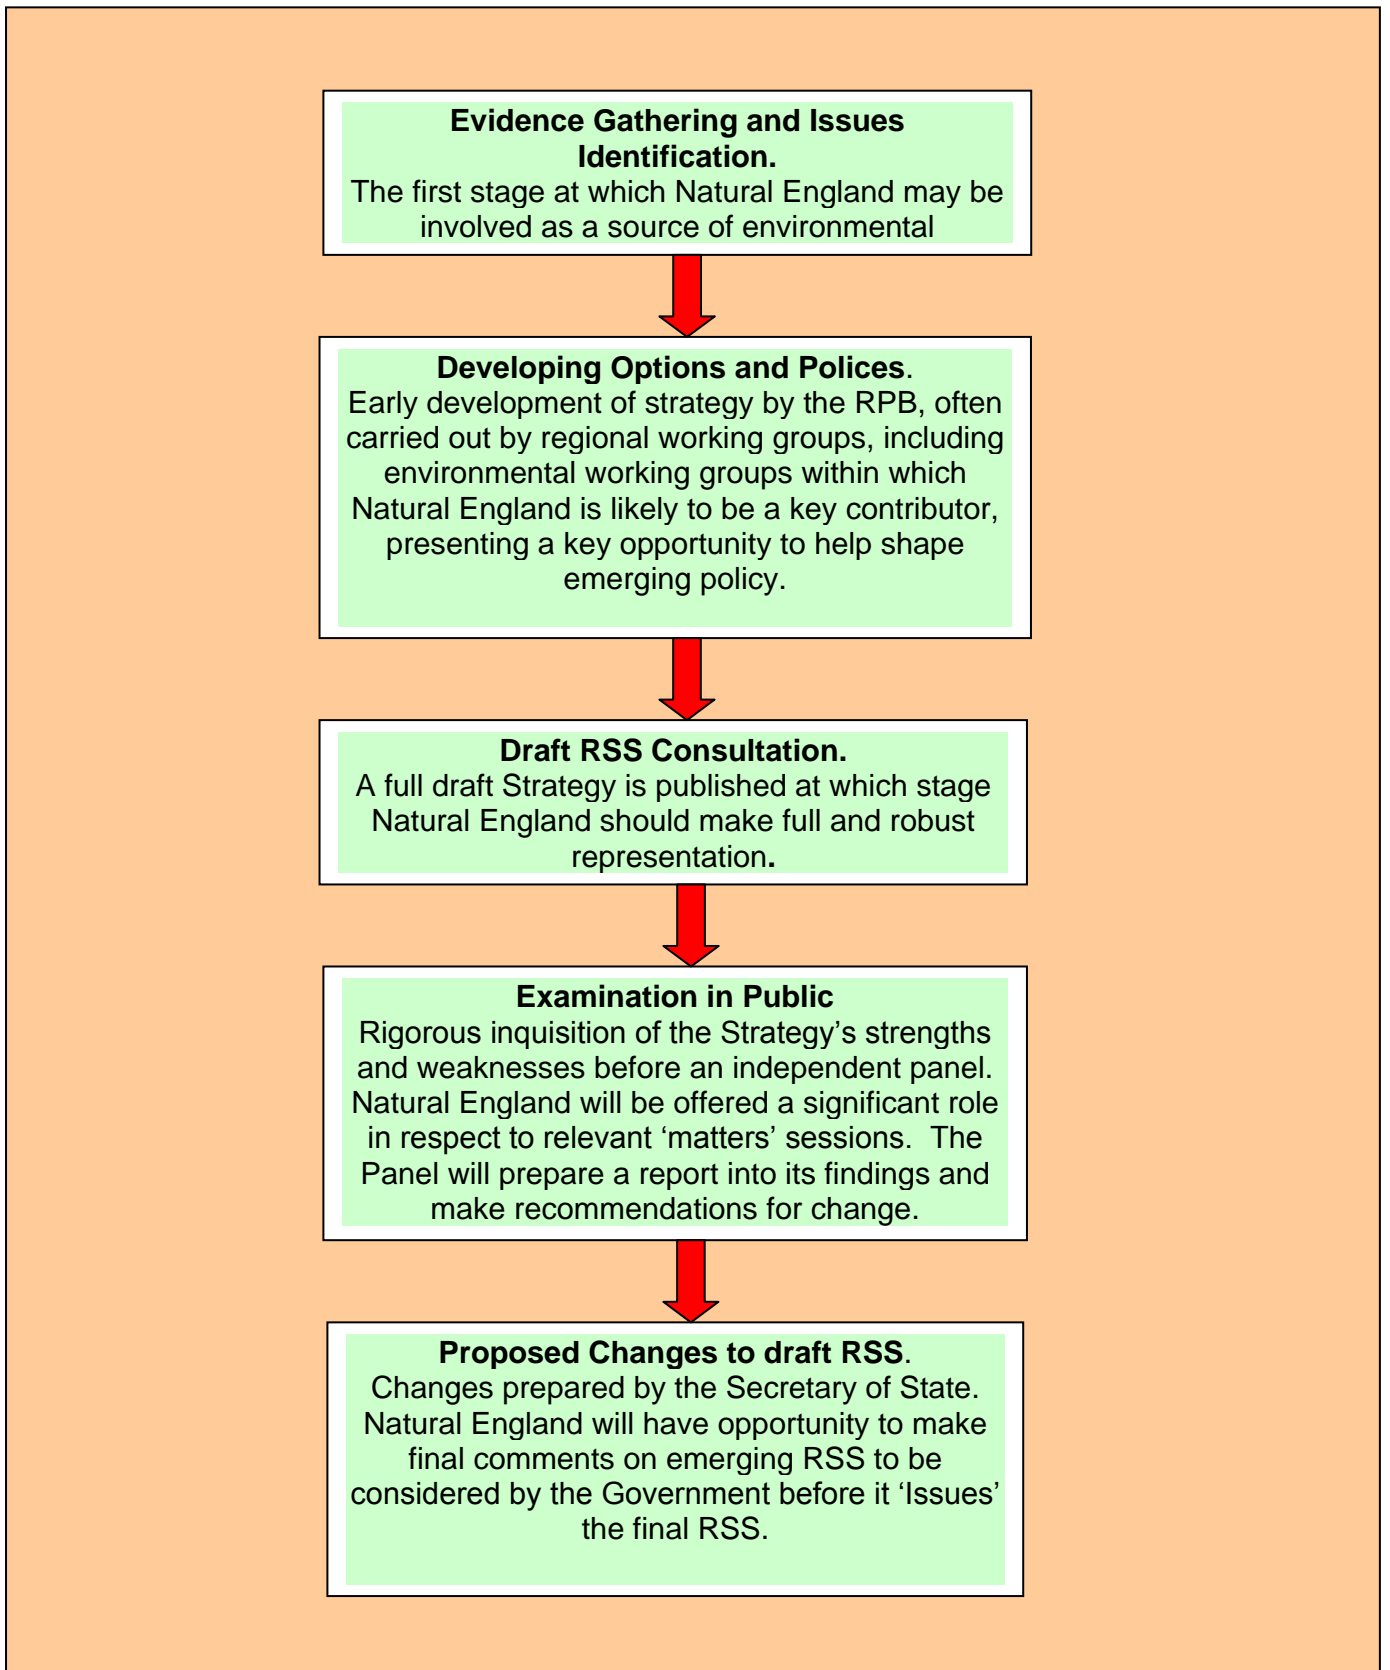 Evidence Gathering and Issues
Identification.
The first stage at which Natural England may be
involved as a source of environmental
Developing Options and Polices.
Early development of strategy by the RPB, often
carried out by regional working groups, including
environmental working groups within which
Natural England is likely to be a key contributor,
presenting a key opportunity to help shape
emerging policy.
Draft RSS Consultation.
A full draft Strategy is published at which stage
Natural England should make full and robust
representation.
Examination in Public
Rigorous inquisition of the Strategy’s strengths
and weaknesses before an independent panel.
Natural England will be offered a significant role
in respect to relevant ‘matters’ sessions.  The
Panel will prepare a report into its findings and
make recommendations for change.
Proposed Changes to draft RSS.
Changes prepared by the Secretary of State.
Natural England will have opportunity to make
final comments on emerging RSS to be
considered by the Government before it ‘Issues’
the final RSS.